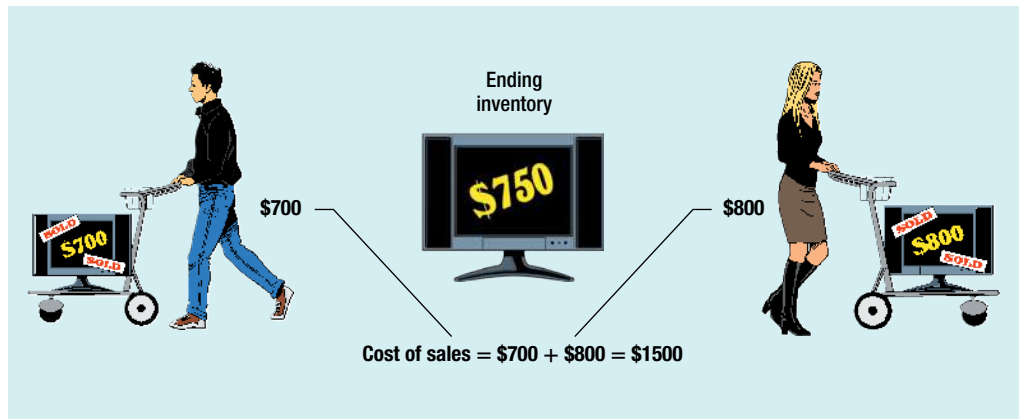 Ending
inventory
$750
$700
$800
SOLD
$700
SOLD
SOLD
$800
SOLD
Cost of sales = $700 + $800 = $1500